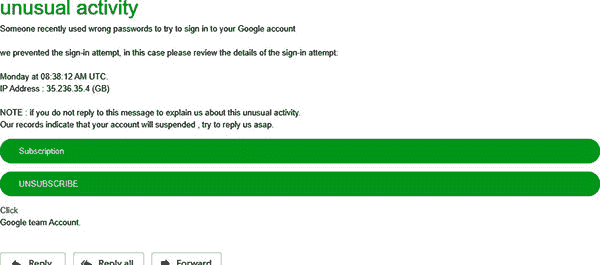 unusual activity
Someone recently used wrong passwords to try to sign in to your Google account
we prevented the sign-in attempt, in this case please review the details of the sign-in attempt:
Monday at 08:38.12 AM UTC.
IP Address : 35.236.35.4 (GB)
NOTE : if you do not reply to this message to explain us about this unusual activity.
Our records indicate that your account will suspended , try to reply us asap.
Subscription
UNSUBSCRIBE
Click
Google team Account.
Reply Reply all Forward